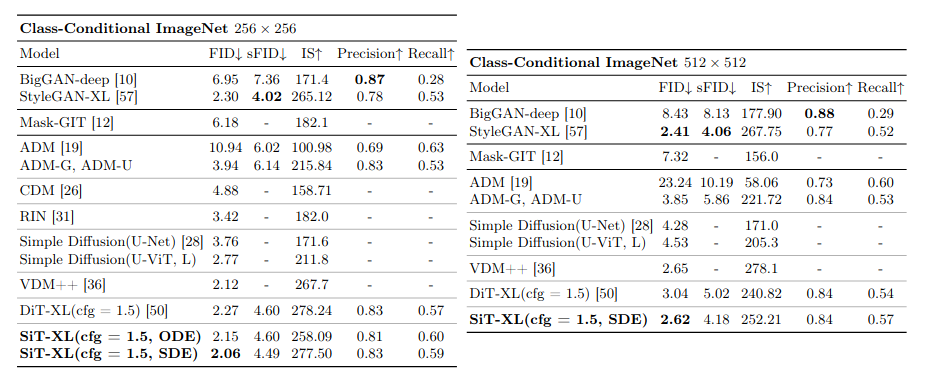 Class-Conditional ImageNet 256 × 256
Model FID↓ sFID↓ IS↑ Precision↑ Recall↑
BigGAN-deep [10] 6.95 7.36 171.4 0.87 0.28
StyleGAN-XL [57] 2.30 4.02 265.12 0.78 0.53
Mask-GIT [12] 6.18 - 182.1 - -
ADM [19] 10.94 6.02 100.98 0.69 0.63
ADM-G, ADM-U 3.94 6.14 215.84 0.83 0.53
CDM [26] 4.88 - 158.71 - -
RIN [31] 3.42 - 182.0 - -
Simple Diffusion(U-Net) [28] 3.76 - 171.6 - -
Simple Diffusion(U-ViT, L) 2.77 - 211.8 - -
VDM++ [36] 2.12 - 267.7 - -
DiT-XL(cfg = 1.5) [50] 2.27 4.60 278.24 0.83 0.57
SiT-XL(cfg = 1.5, ODE) 2.15 4.60 258.09 0.81 0.60
SiT-XL(cfg = 1.5, SDE) 2.06 4.49 277.50 0.83 0.59
Class-Conditional ImageNet 512 × 512
Model FID↓ sFID↓ IS↑ Precision↑ Recall↑
BigGAN-deep [10] 8.43 8.13 177.90 0.88 0.29
StyleGAN-XL [57] 2.41 4.06 267.75 0.77 0.52
Mask-GIT [12] 7.32 - 156.0 - -
ADM [19] 23.24 10.19 58.06 0.73 0.60
ADM-G, ADM-U 3.85 5.86 221.72 0.84 0.53
Simple Diffusion(U-Net) [28] 4.28 - 171.0 - -
Simple Diffusion(U-ViT, L) 4.53 - 205.3 - -
VDM++ [36] 2.65 - 278.1 - -
DiT-XL(cfg = 1.5) [50] 3.04 5.02 240.82 0.84 0.54
SiT-XL(cfg = 1.5, SDE) 2.62 4.18 252.21 0.84 0.57